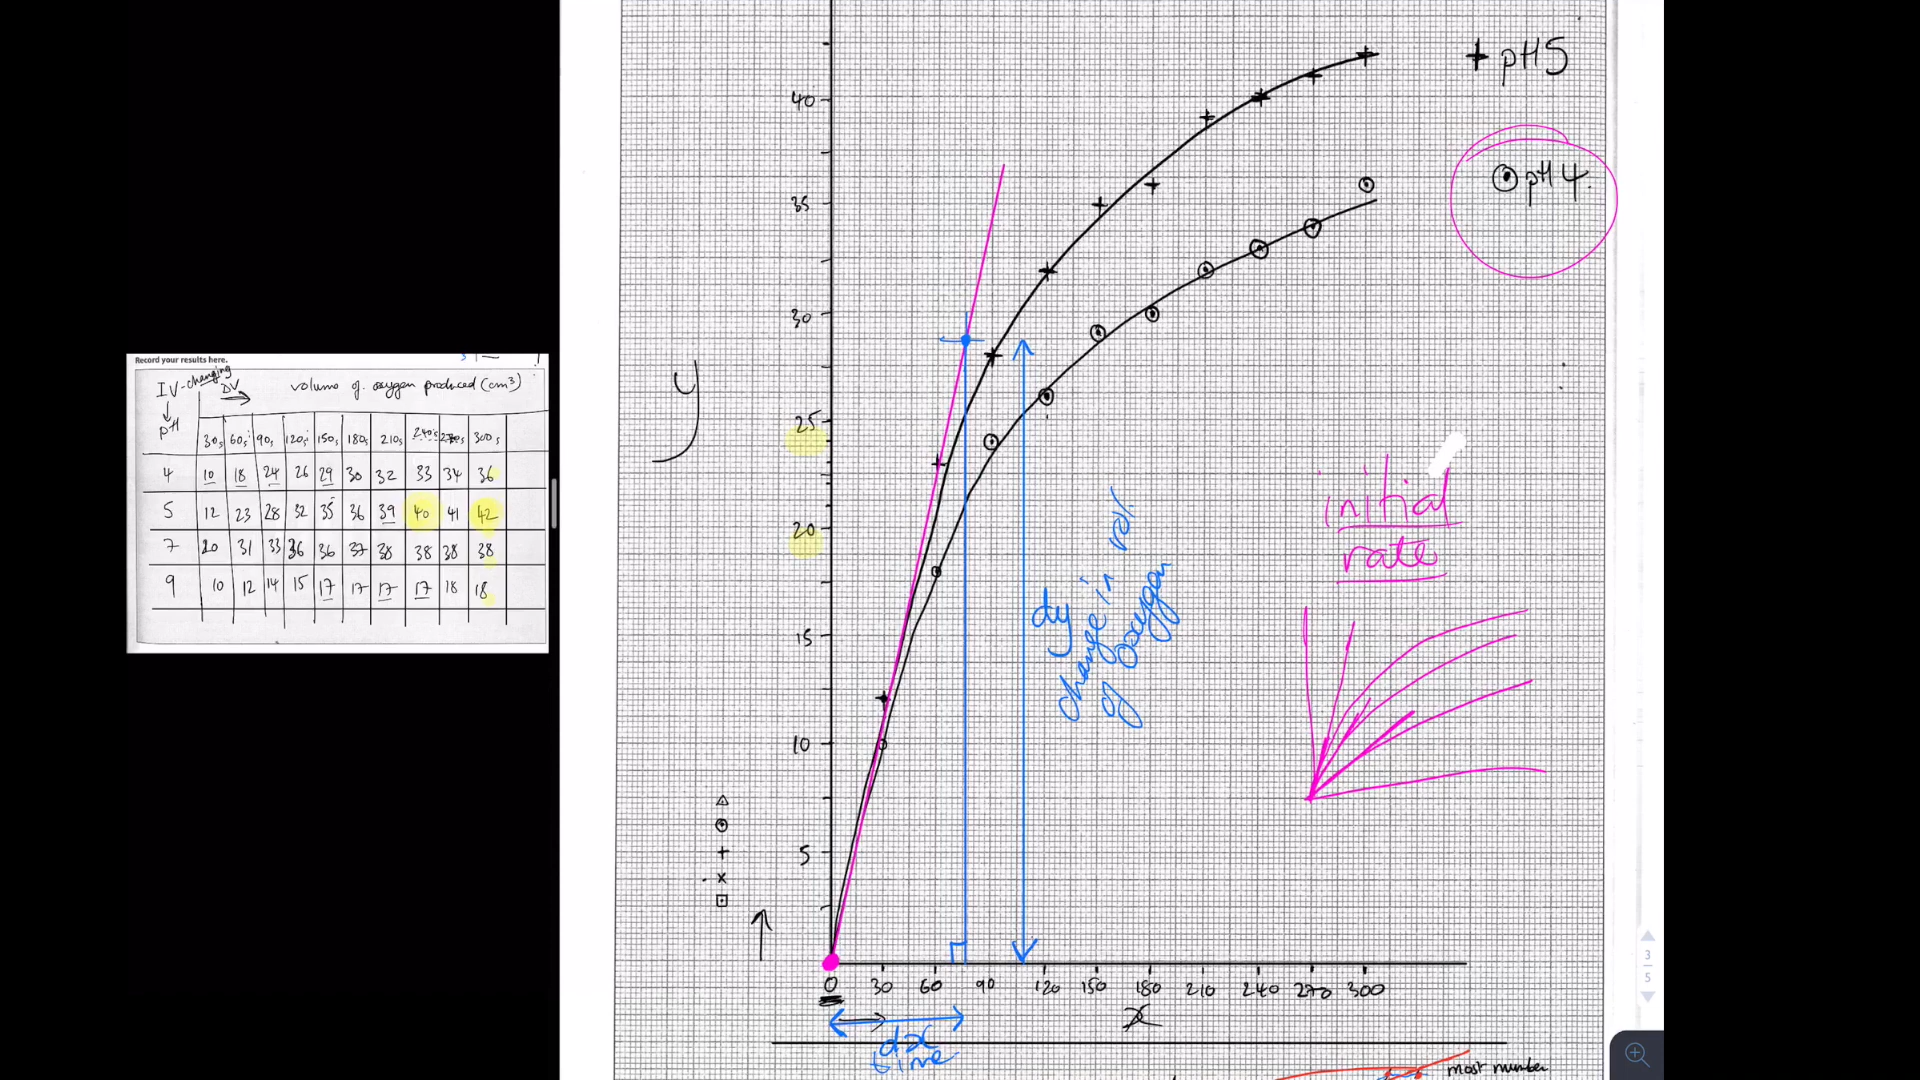 Record your results here.
IV-changing
DV
volume of oxygen produced (cm³)
pH
30s 60s 90s 120s 150s 180s 210s 240s 270s 300s
4 10 18 24 26 29 30 32 33 34 36
5 12 23 28 32 35 36 39 40 41 42
7 20 31 33 36 36 37 38 38 38 38
9 10 12 14 15 17 17 17 17 18 18
+ pH5
pH4
40
35
30
25
20
15
10
5
y
dy
change in vol.
of oxygen
initial
rate
0 30 60 90 120 150 180 210 240 270 300
x
dx
time
most number
3
5